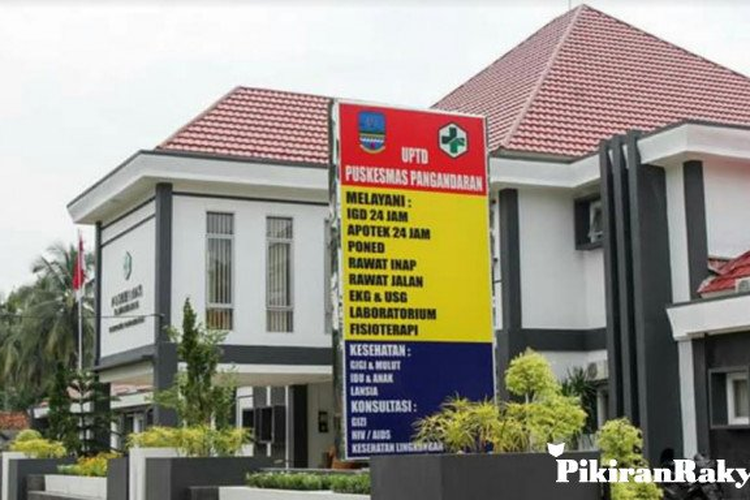 UPTD
PUSKESMAS PANGANDARAN
MELAYANI :
IGD 24 JAM
APOTEK 24 JAM
PONED
RAWAT INAP
RAWAT JALAN
EKG & USG
LABORATORIUM
FISIOTERAPI
KESEHATAN :
GIGI & MULUT
IBU & ANAK
LANSIA
KONSULTASI :
GIZI
HIV / AIDS
KESEHATAN LINGKUNGAN
PikiranRaky